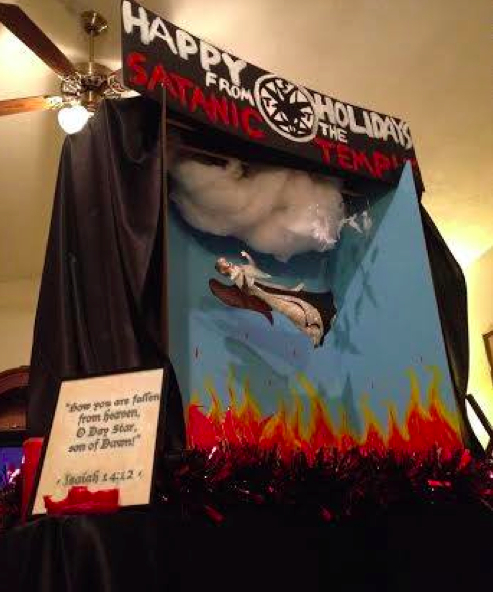 HAPPY HOLIDAYS
FROM THE
SATANIC TEMPLE
"How you are fallen
from heaven,
O Day Star,
son of Dawn!"
Isaiah 14:12